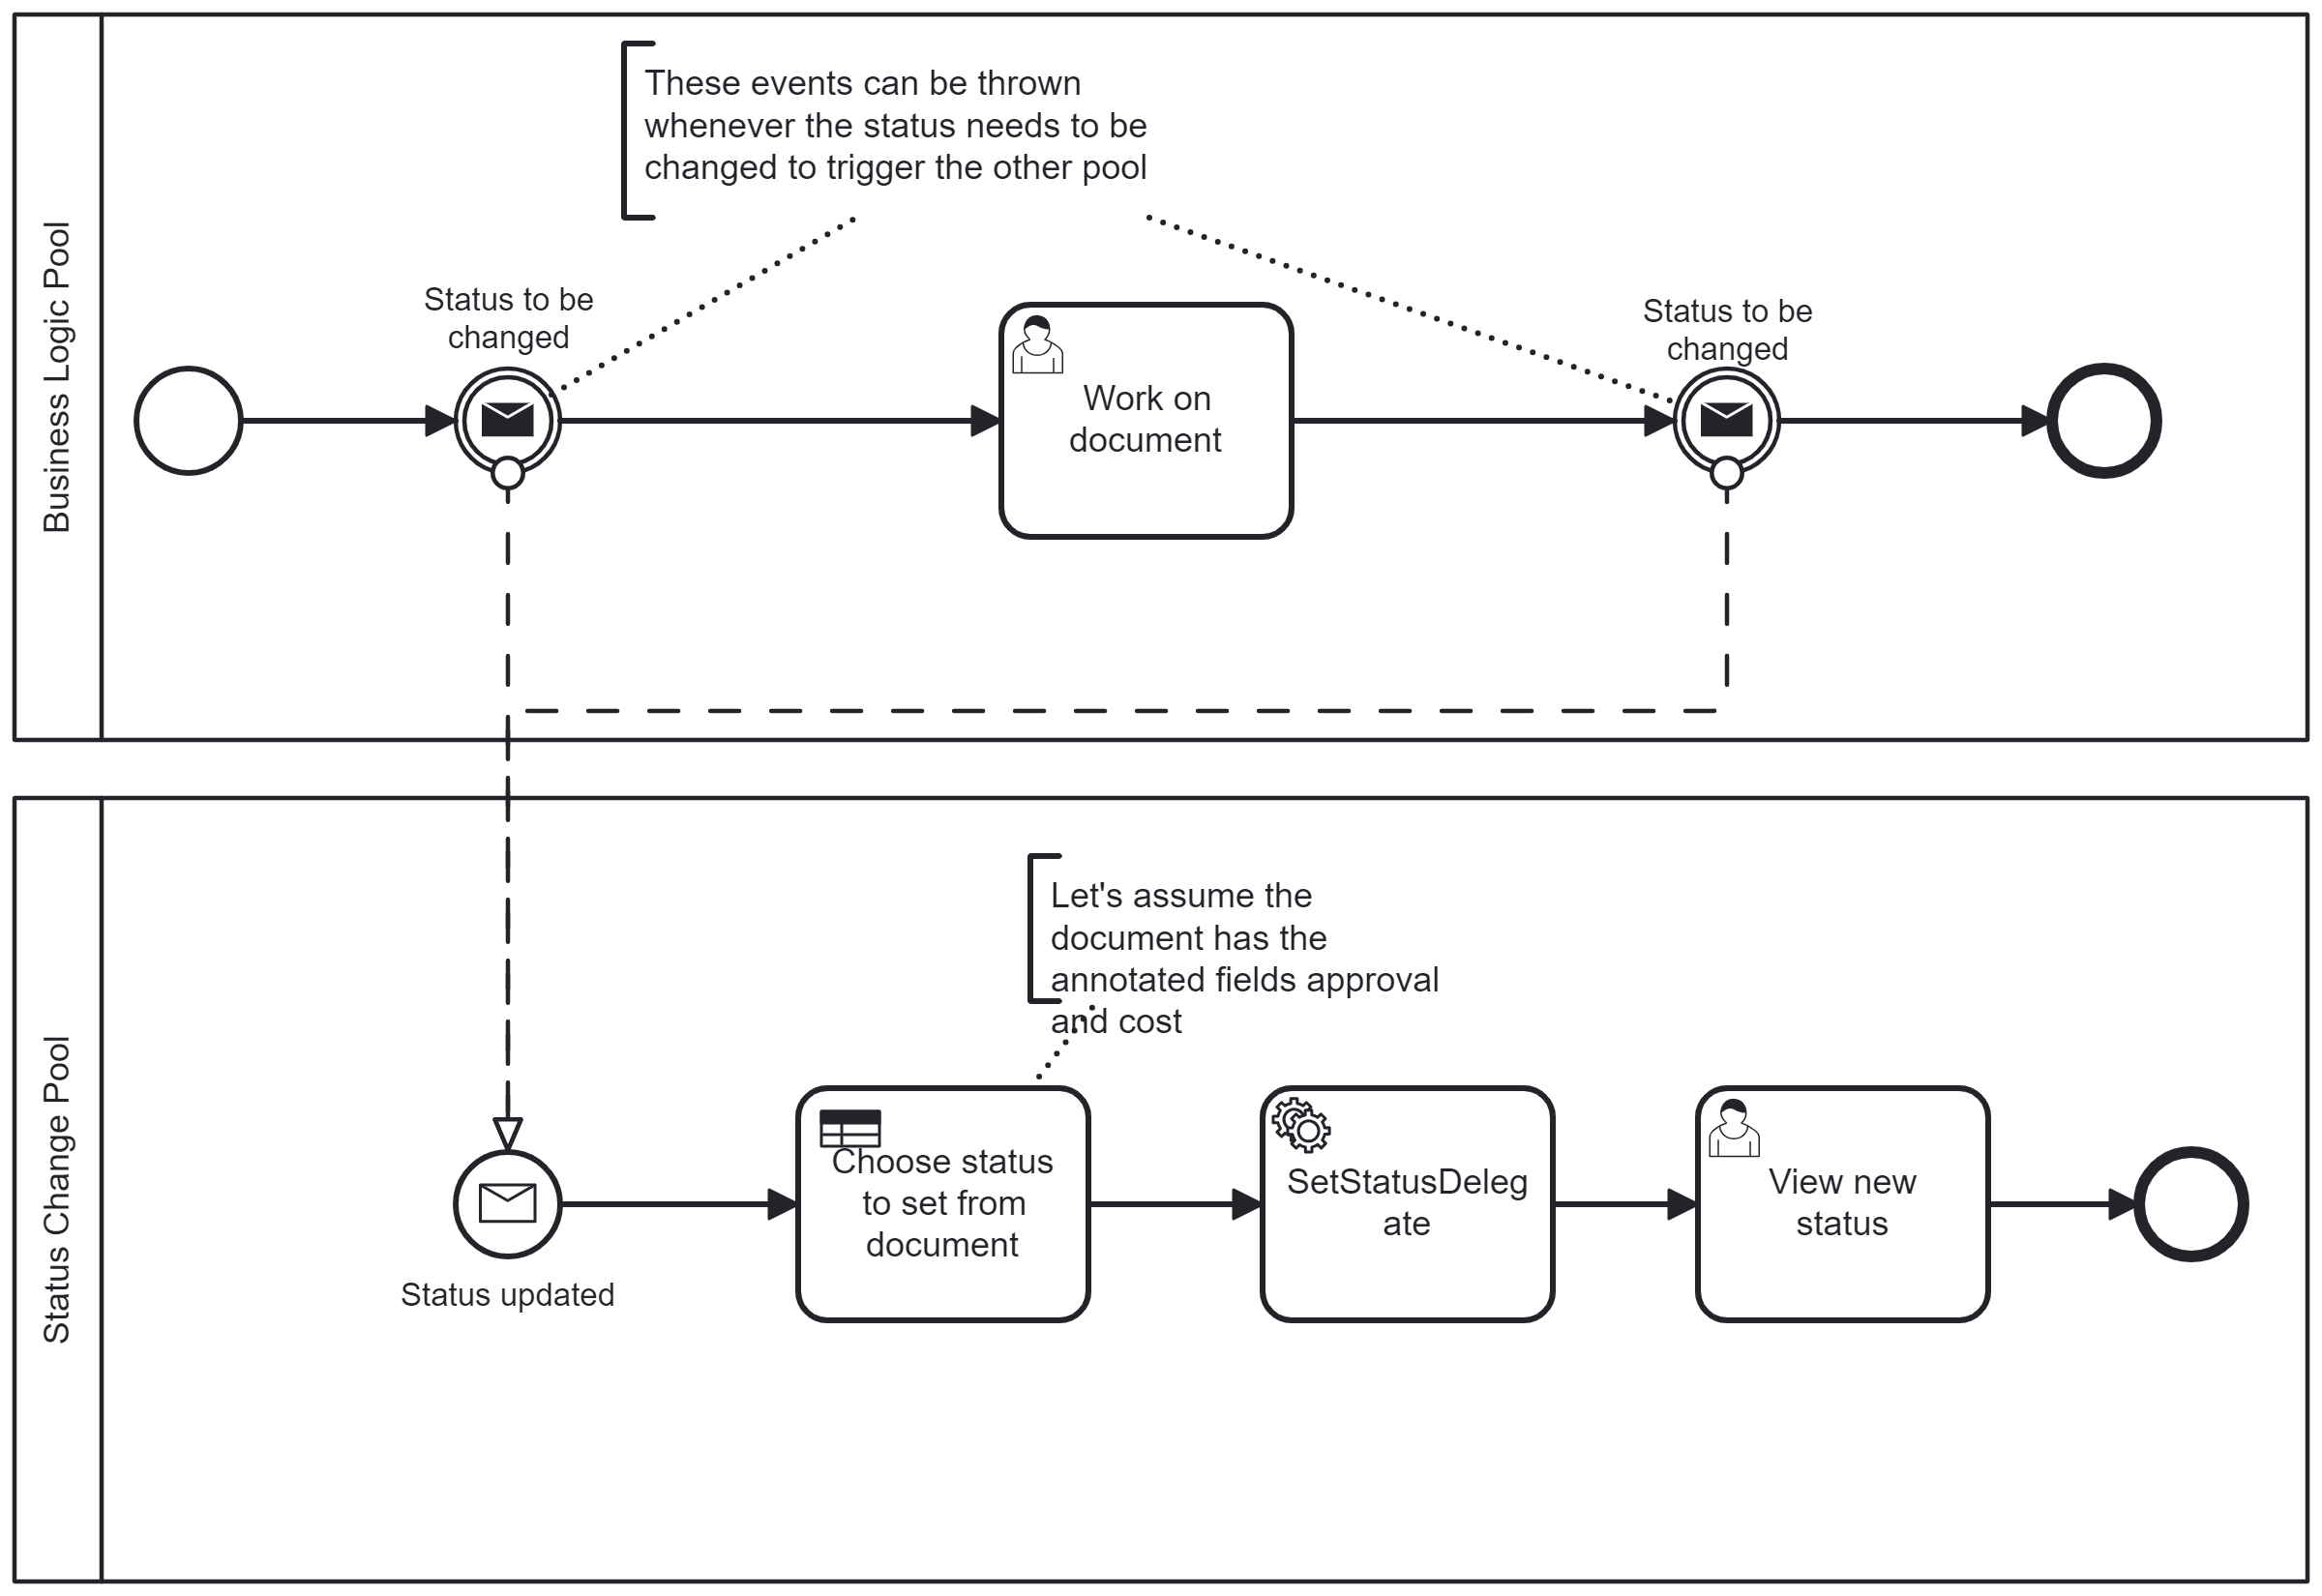 Business Logic Pool
These events can be thrown
whenever the status needs to be
changed to trigger the other pool
Status to be
changed
Work on
document
Status to be
changed
Status Change Pool
Let's assume the
document has the
annotated fields approval
and cost
Status updated
Choose status
to set from
document
SetStatusDeleg
ate
View new
status